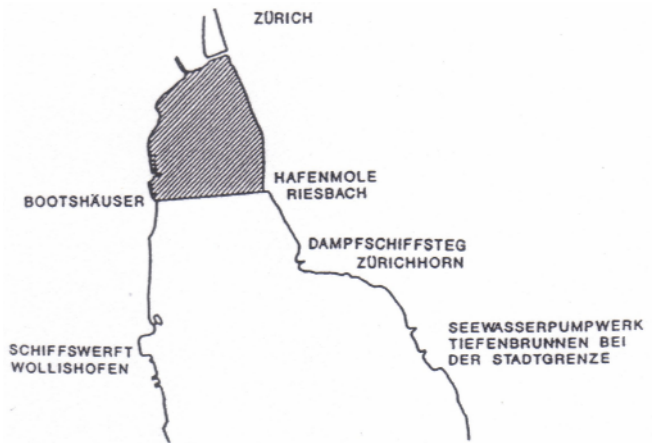 ZÜRICH
HAFENMOLE
RIESBACH
BOOTSHÄUSER
DAMPFSCHIFFSTEG
ZÜRICHHORN
SEEWASSERPUMPWERK
TIEFENBRUNNEN BEI
DER STADTGRENZE
SCHIFFSWERFT
WOLLISHOFEN